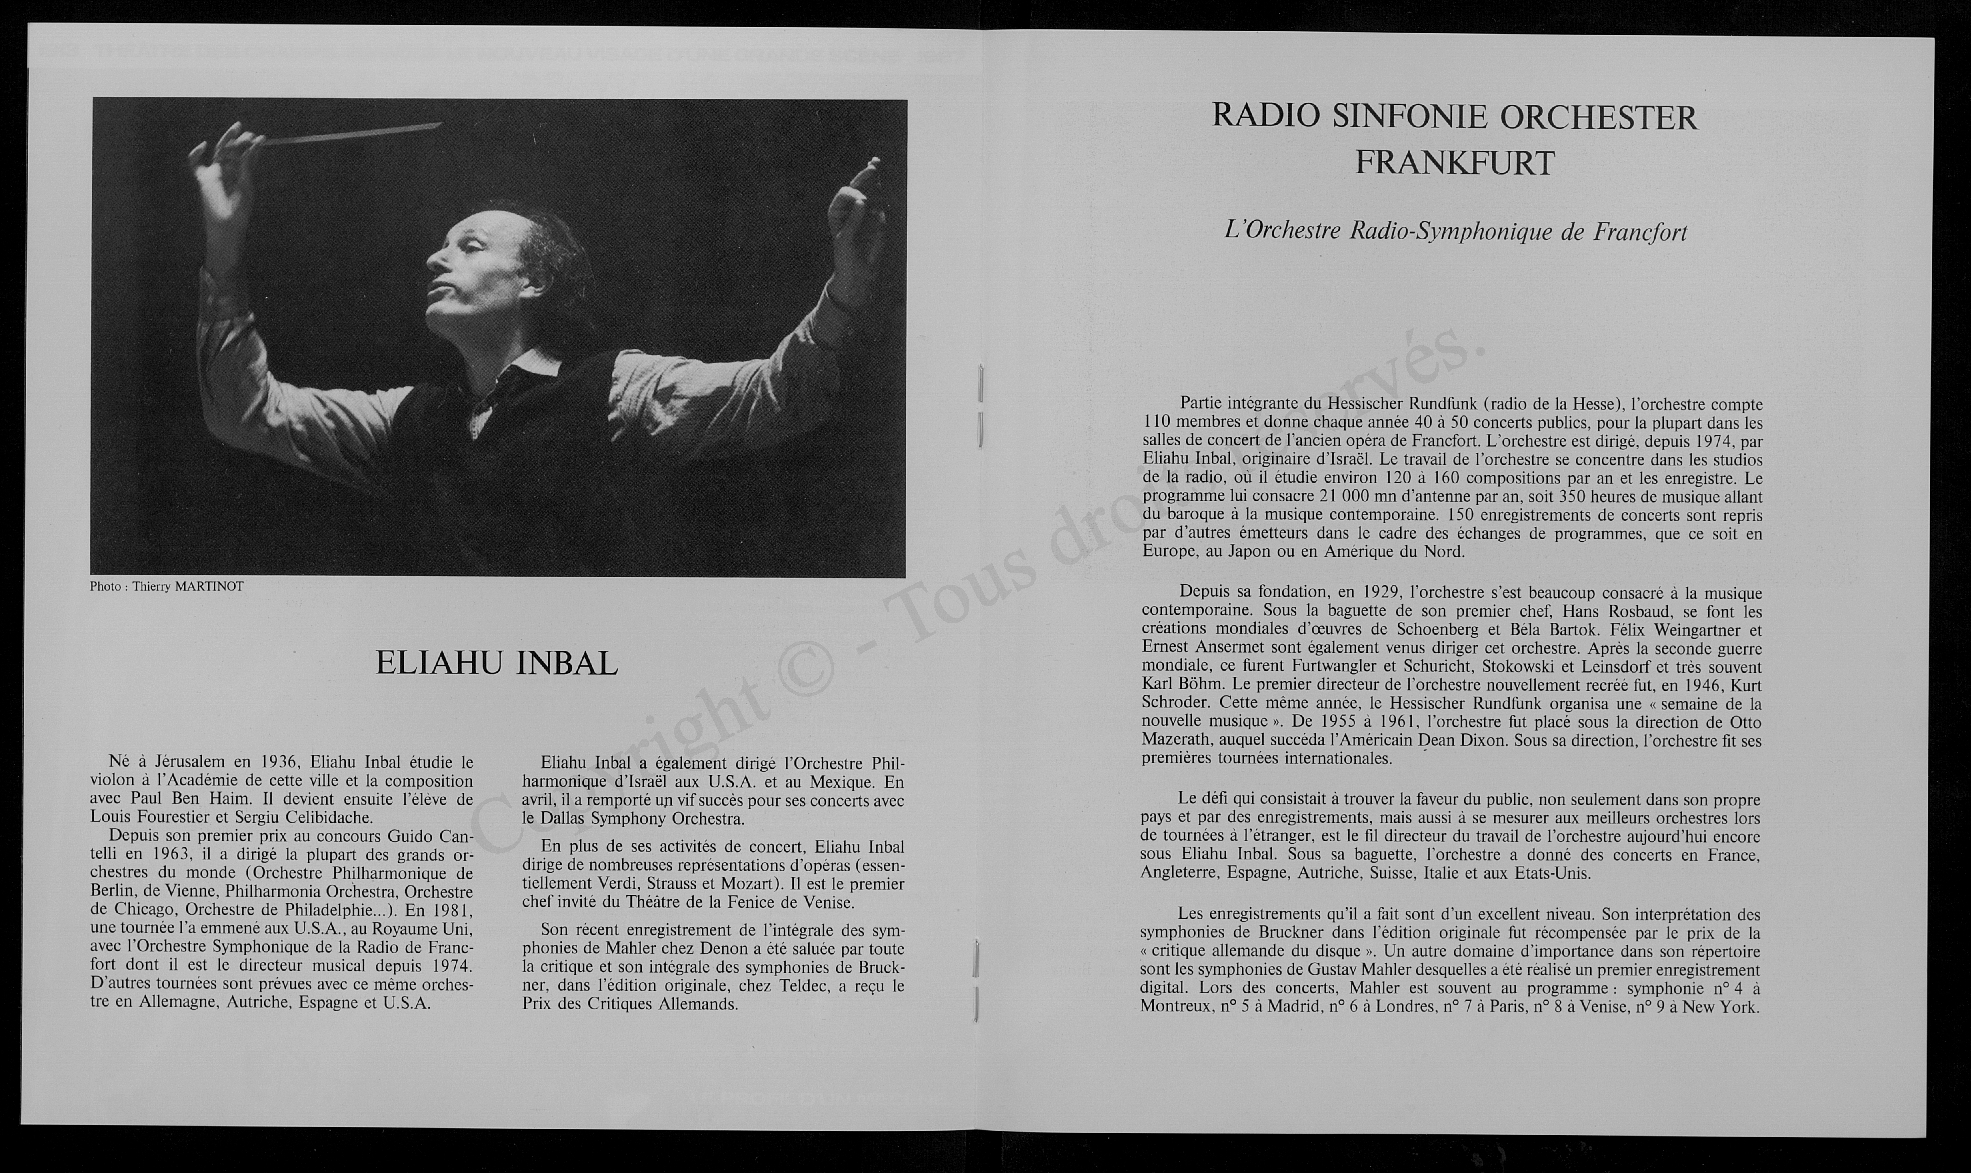 Photo : Thierry MARTINOT
ELIAHU INBAL
Né à Jérusalem en 1936, Eliahu Inbal étudie le
violon à l'Académie de cette ville et la composition
avec Paul Ben Haim. Il devient ensuite l'élève de
Louis Fourestier et Sergiu Celibidache.
Depuis son premier prix au concours Guido Can-
telli en 1963, il a dirigé la plupart des grands or-
chestres du monde (Orchestre Philharmonique de
Berlin, de Vienne, Philharmonia Orchestra, Orchestre
de Chicago, Orchestre de Philadelphie...). En 1981,
une tournée l'a emmené aux U.S.A., au Royaume Uni,
avec l'Orchestre Symphonique de la Radio de Franc-
fort dont il est le directeur musical depuis 1974.
D'autres tournées sont prévues avec ce même orches-
tre en Allemagne, Autriche, Espagne et U.S.A.
Eliahu Inbal a également dirigé l'Orchestre Phil-
harmonique d'Israël aux U.S.A. et au Mexique. En
avril, il a remporté un vif succès pour ses concerts avec
le Dallas Symphony Orchestra.
En plus de ses activités de concert, Eliahu Inbal
dirige de nombreuses représentations d'opéras (essen-
tiellement Verdi, Strauss et Mozart). Il est le premier
chef invité du Théâtre de la Fenice de Venise.
Son récent enregistrement de l'intégrale des sym-
phonies de Mahler chez Denon a été saluée par toute
la critique et son intégrale des symphonies de Bruck-
ner, dans l'édition originale, chez Teldec, a reçu le
Prix des Critiques Allemands.
RADIO SINFONIE ORCHESTER
FRANKFURT
L'Orchestre Radio-Symphonique de Francfort
Partie intégrante du Hessischer Rundfunk (radio de la Hesse), l'orchestre compte
110 membres et donne chaque année 40 à 50 concerts publics, pour la plupart dans les
salles de concert de l'ancien opéra de Francfort. L'orchestre est dirigé, depuis 1974, par
Eliahu Inbal, originaire d'Israël. Le travail de l'orchestre se concentre dans les studios
de la radio, où il étudie environ 120 à 160 compositions par an et les enregistre. Le
programme lui consacre 21 000 mn d'antenne par an, soit 350 heures de musique allant
du baroque à la musique contemporaine. 150 enregistrements de concerts sont repris
par d'autres émetteurs dans le cadre des échanges de programmes, que ce soit en
Europe, au Japon ou en Amérique du Nord.
Depuis sa fondation, en 1929, l'orchestre s'est beaucoup consacré à la musique
contemporaine. Sous la baguette de son premier chef, Hans Rosbaud, se font les
créations mondiales d'œuvres de Schoenberg et Béla Bartok. Félix Weingartner et
Ernest Ansermet sont également venus diriger cet orchestre. Après la seconde guerre
mondiale, ce furent Furtwangler et Schuricht, Stokowski et Leinsdorf et très souvent
Karl Böhm. Le premier directeur de l'orchestre nouvellement recréé fut, en 1946, Kurt
Schroder. Cette même année, le Hessischer Rundfunk organisa une « semaine de la
nouvelle musique ». De 1955 à 1961, l'orchestre fut placé sous la direction de Otto
Mazerath, auquel succéda l'Américain Dean Dixon. Sous sa direction, l'orchestre fit ses
premières tournées internationales.
Le défi qui consistait à trouver la faveur du public, non seulement dans son propre
pays et par des enregistrements, mais aussi à se mesurer aux meilleurs orchestres lors
de tournées à l'étranger, est le fil directeur du travail de l'orchestre aujourd'hui encore
sous Eliahu Inbal. Sous sa baguette, l'orchestre a donné des concerts en France,
Angleterre, Espagne, Autriche, Suisse, Italie et aux Etats-Unis.
Les enregistrements qu'il a fait sont d'un excellent niveau. Son interprétation des
symphonies de Bruckner dans l'édition originale fut récompensée par le prix de la
« critique allemande du disque ». Un autre domaine d'importance dans son répertoire
sont les symphonies de Gustav Mahler desquelles a été réalisé un premier enregistrement
digital. Lors des concerts, Mahler est souvent au programme : symphonie n° 4 à
Montreux, n° 5 à Madrid, n° 6 à Londres, n° 7 à Paris, n° 8 à Venise, n° 9 à New York.
Copyright © - Tous droits réservés.